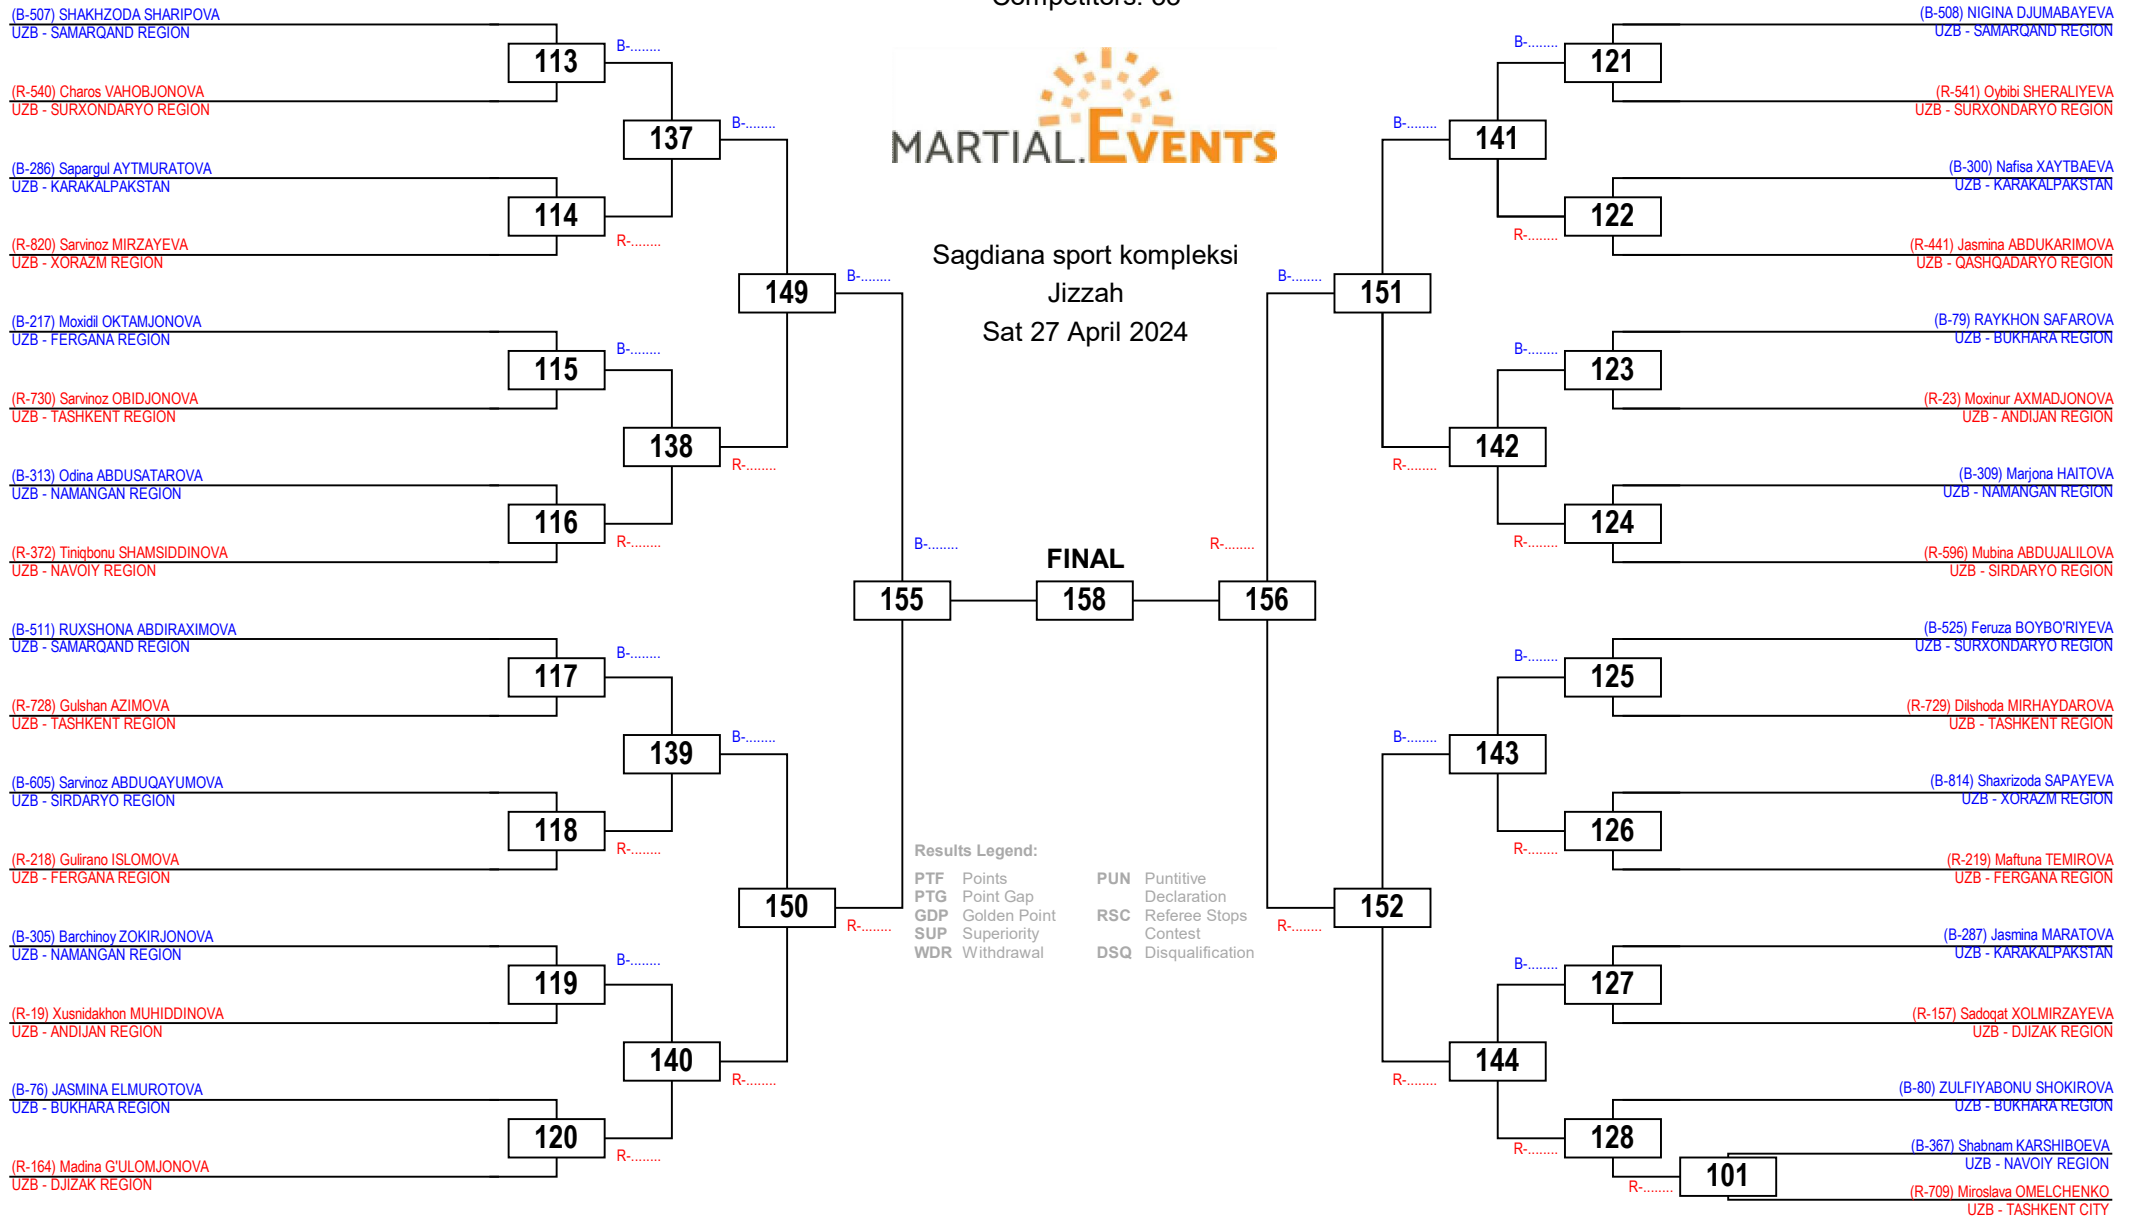 (B-507) SHAKHZODA SHARIPOVA
UZB - SAMARQAND REGION
113
B-........
(R-540) Charos VAHOBJONOVA
UZB - SURXONDARYO REGION
137
B-........
(B-286) Sapargul AYTMURATOVA
UZB - KARAKALPAKSTAN
114
R-........
(R-820) Sarvinoz MIRZAYEVA
UZB - XORAZM REGION
149
B-........
(B-217) Moxidil OKTAMJONOVA
UZB - FERGANA REGION
115
B-........
(R-730) Sarvinoz OBIDJONOVA
UZB - TASHKENT REGION
138
R-........
(B-313) Odina ABDUSATAROVA
UZB - NAMANGAN REGION
116
R-........
(R-372) Tiniqbonu SHAMSIDDINOVA
UZB - NAVOIY REGION
B-........
155
(B-511) RUXSHONA ABDIRAXIMOVA
UZB - SAMARQAND REGION
117
B-........
(R-728) Gulshan AZIMOVA
UZB - TASHKENT REGION
139
B-........
(B-605) Sarvinoz ABDUQAYUMOVA
UZB - SIRDARYO REGION
118
R-........
(R-218) Gulirano ISLOMOVA
UZB - FERGANA REGION
150
R-........
(B-305) Barchinoy ZOKIRJONOVA
UZB - NAMANGAN REGION
119
B-........
(R-19) Xusnidakhon MUHIDDINOVA
UZB - ANDIJAN REGION
140
R-........
(B-76) JASMINA ELMUROTOVA
UZB - BUKHARA REGION
120
R-........
(R-164) Madina G'ULOMJONOVA
UZB - DJIZAK REGION
MARTIAL.EVENTS
Sagdiana sport kompleksi
Jizzah
Sat 27 April 2024
FINAL
158
Results Legend:
PTF Points
PTG Point Gap
GDP Golden Point
SUP Superiority
WDR Withdrawal
PUN Puntitive
Declaration
RSC Referee Stops
Contest
DSQ Disqualification
(B-508) NIGINA DJUMABAYEVA
UZB - SAMARQAND REGION
B-........
121
(R-541) Oybibi SHERALIYEVA
UZB - SURXONDARYO REGION
B-........
141
(B-300) Nafisa XAYTBAEVA
UZB - KARAKALPAKSTAN
122
R-........
(R-441) Jasmina ABDUKARIMOVA
UZB - QASHQADARYO REGION
B-........
151
(B-79) RAYKHON SAFAROVA
UZB - BUKHARA REGION
B-........
123
(R-23) Moxinur AXMADJONOVA
UZB - ANDIJAN REGION
142
R-........
(B-309) Marjona HAITOVA
UZB - NAMANGAN REGION
124
R-........
(R-596) Mubina ABDUJALILOVA
UZB - SIRDARYO REGION
R-........
156
(B-525) Feruza BOYBO'RIYEVA
UZB - SURXONDARYO REGION
B-........
125
(R-729) Dilshoda MIRHAYDAROVA
UZB - TASHKENT REGION
B-........
143
(B-814) Shaxrizoda SAPAYEVA
UZB - XORAZM REGION
126
R-........
(R-219) Maftuna TEMIROVA
UZB - FERGANA REGION
152
R-........
(B-287) Jasmina MARATOVA
UZB - KARAKALPAKSTAN
B-........
127
(R-157) Sadoqat XOLMIRZAYEVA
UZB - DJIZAK REGION
144
R-........
(B-80) ZULFIYABONU SHOKIROVA
UZB - BUKHARA REGION
128
R-........
(B-367) Shabnam KARSHIBOEVA
UZB - NAVOIY REGION
101
R-........
(R-709) Miroslava OMELCHENKO
UZB - TASHKENT CITY